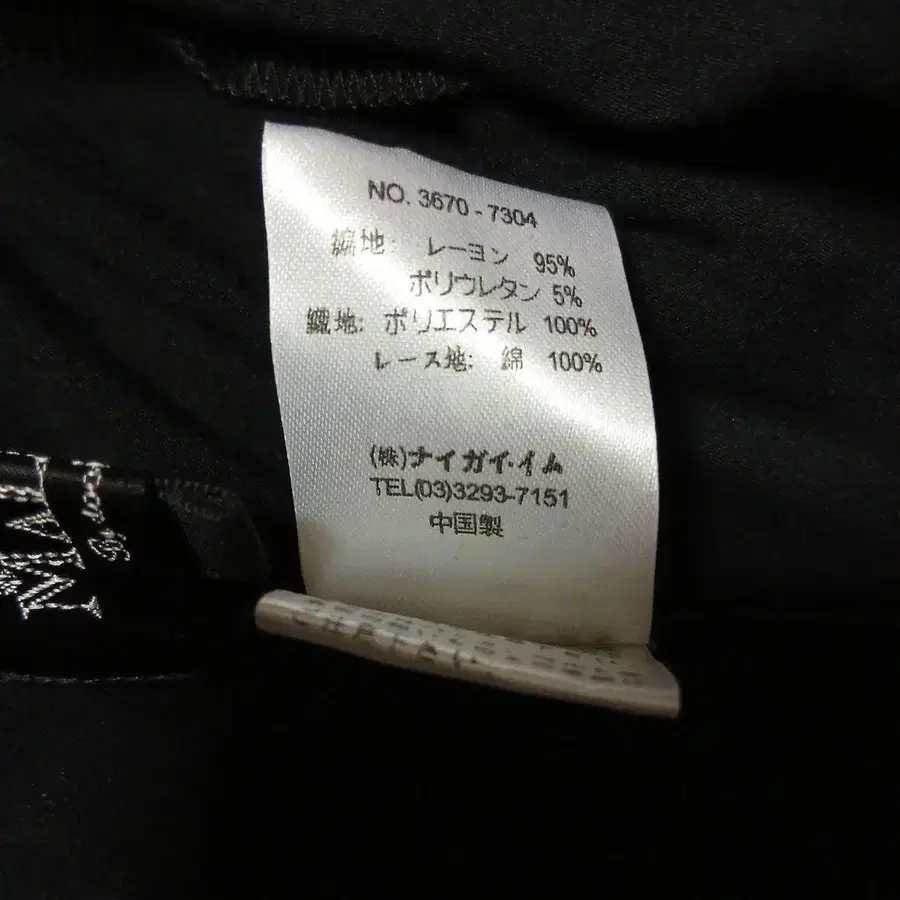 NO. 3670-7304
編地: レーヨン 95%
ポリウレタン 5%
織地: ポリエステル 100%
レース地: 綿 100%
(株)ナイガイ・イム
TEL(03)3293-7151
中国製